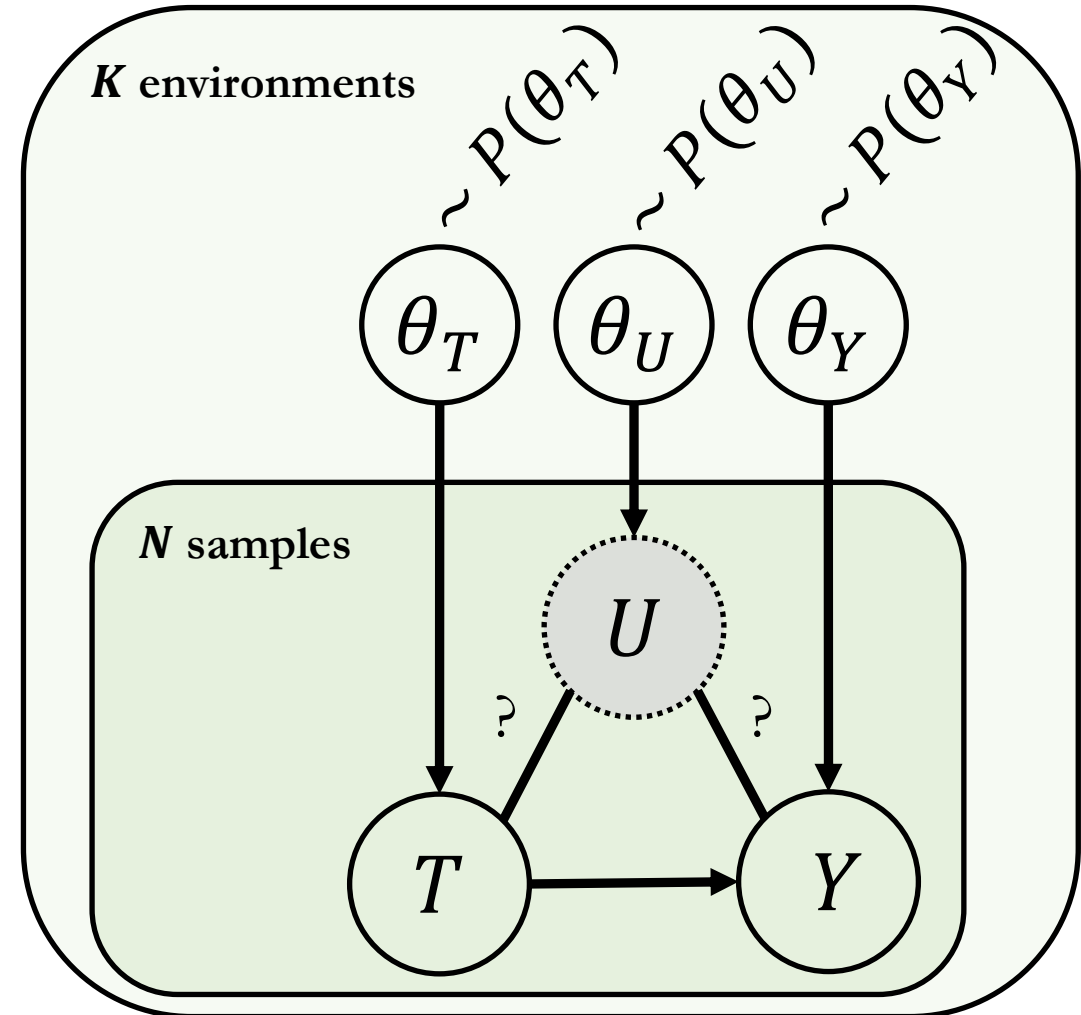 K environments
~ P(θ_T)
~ P(θ_U)
~ P(θ_Y)
θ_T
θ_U
θ_Y
N samples
U
?
?
T
Y